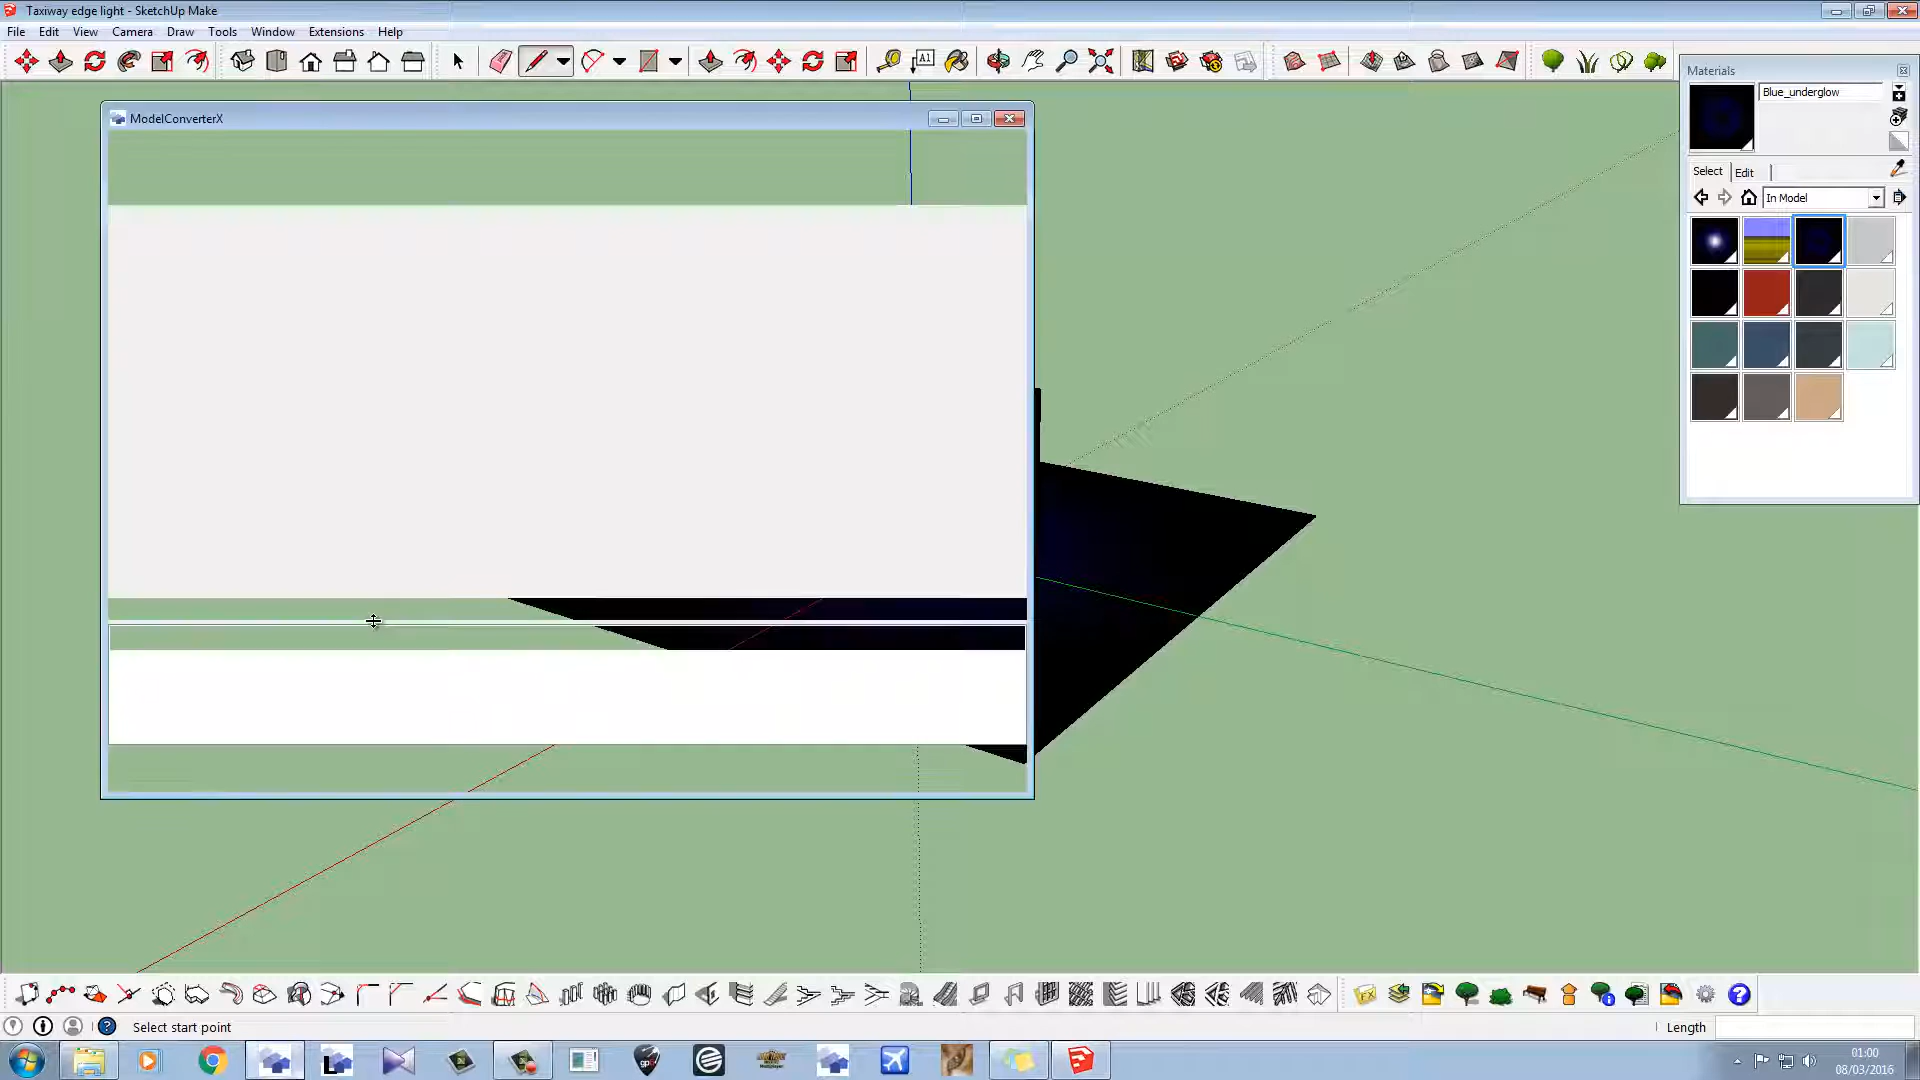 Taxiway edge light - SketchUp Make
File Edit View Camera Draw Tools Window Extensions Help
A1
Materials
ModelConverterX
Blue_underglow
Select Edit
In Model
Select start point
Length
01:00
08/03/2016